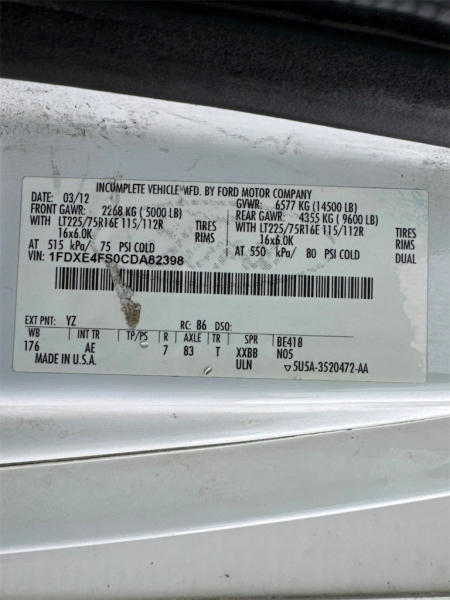 INCOMPLETE VEHICLE MFD. BY FORD MOTOR COMPANY
DATE: 03/12 GVWR: 6577 KG (14500 LB)
FRONT GAWR: 2268 KG (5000 LB) REAR GAWR: 4355 KG (9600 LB)
WITH LT225/75R16E 115/112R TIRES WITH LT225/75R16E 115/112R TIRES
16x6.0K RIMS 16x6.0K RIMS
AT 515 kPa/ 75 PSI COLD AT 550 kPa/ 80 PSI COLD DUAL
VIN: 1FDXE4FS0CDA82398
EXT PNT: YZ RC: 86 DSO:
WB INT TR TP/PS R AXLE TR SPR BE418
176 AE 7 83 T XXBB N05
MADE IN U.S.A. ULN ▽5U5A-3520472-AA